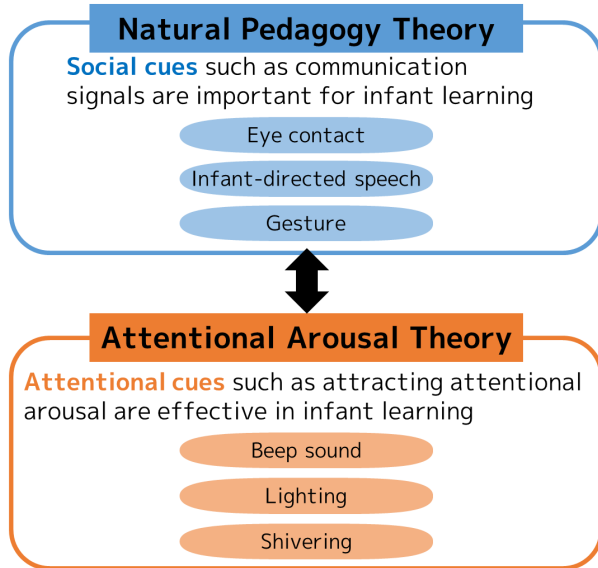 Natural Pedagogy Theory
Social cues such as communication
signals are important for infant learning
Eye contact
Infant-directed speech
Gesture
Attentional Arousal Theory
Attentional cues such as attracting attentional
arousal are effective in infant learning
Beep sound
Lighting
Shivering